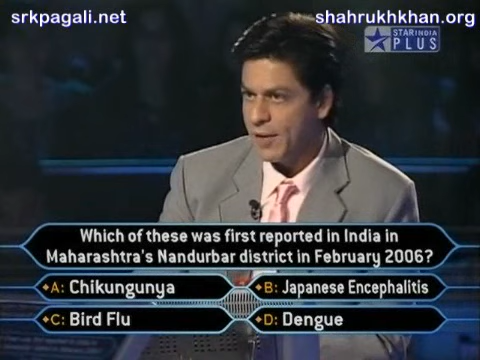 srkpagali.net
shahrukhkhan.org
STAR INDIA
PLUS
Which of these was first reported in India in
Maharashtra's Nandurbar district in February 2006?
A: Chikungunya
B: Japanese Encephalitis
C: Bird Flu
D: Dengue